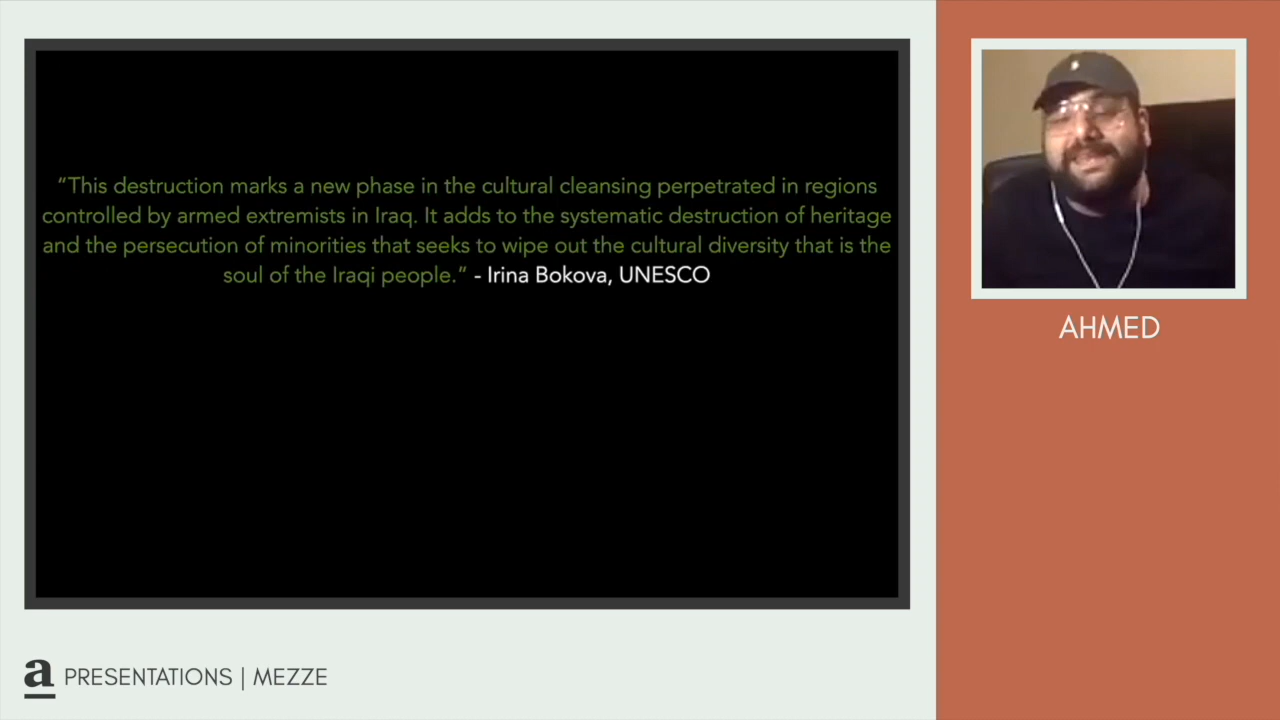 “This destruction marks a new phase in the cultural cleansing perpetrated in regions
controlled by armed extremists in Iraq. It adds to the systematic destruction of heritage
and the persecution of minorities that seeks to wipe out the cultural diversity that is the
soul of the Iraqi people.” - Irina Bokova, UNESCO
AHMED
a PRESENTATIONS | MEZZE